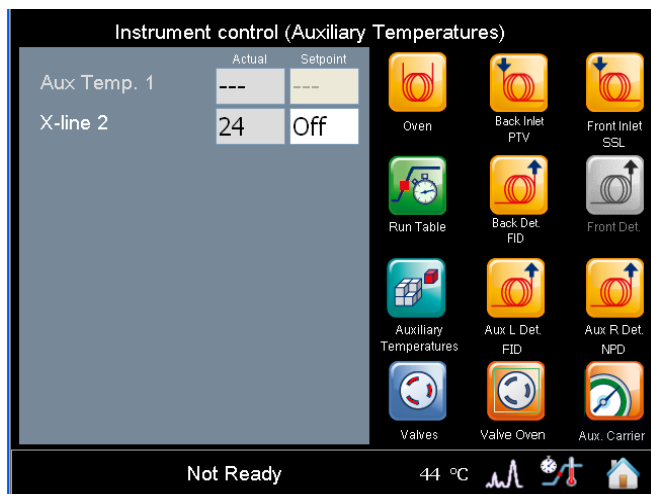 Instrument control (Auxiliary Temperatures)
Actual Setpoint
Aux Temp. 1 --- ---
X-line 2 24 Off
Oven
Back Inlet
PTV
Front Inlet
SSL
Run Table
Back Det.
FID
Front Det.
Auxiliary
Temperatures
Aux L Det.
FID
Aux R Det.
NPD
Valves
Valve Oven
Aux. Carrier
Not Ready
44 °C